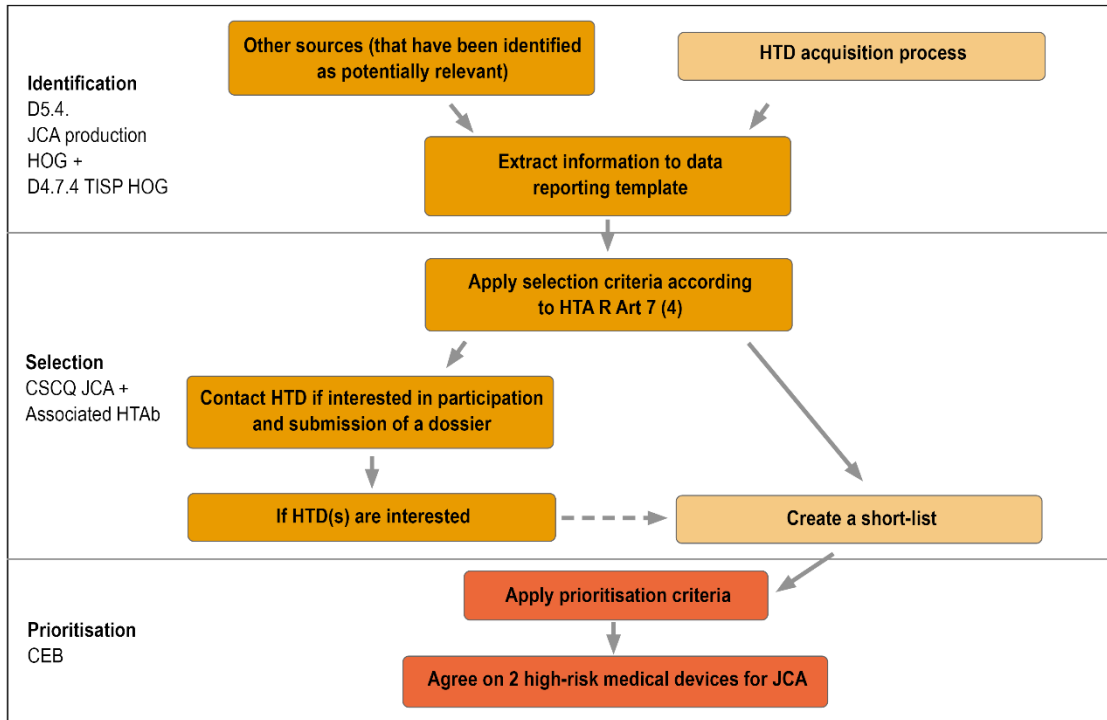 Other sources (that have been identified
as potentially relevant)
HTD acquisition process
Identification
D5.4.
JCA production
HOG +
D4.7.4 TISP HOG
Extract information to data
reporting template
Apply selection criteria according
to HTA R Art 7 (4)
Selection
CSCQ JCA +
Associated HTAb
Contact HTD if interested in participation
and submission of a dossier
If HTD(s) are interested
Create a short-list
Prioritisation
CEB
Apply prioritisation criteria
Agree on 2 high-risk medical devices for JCA